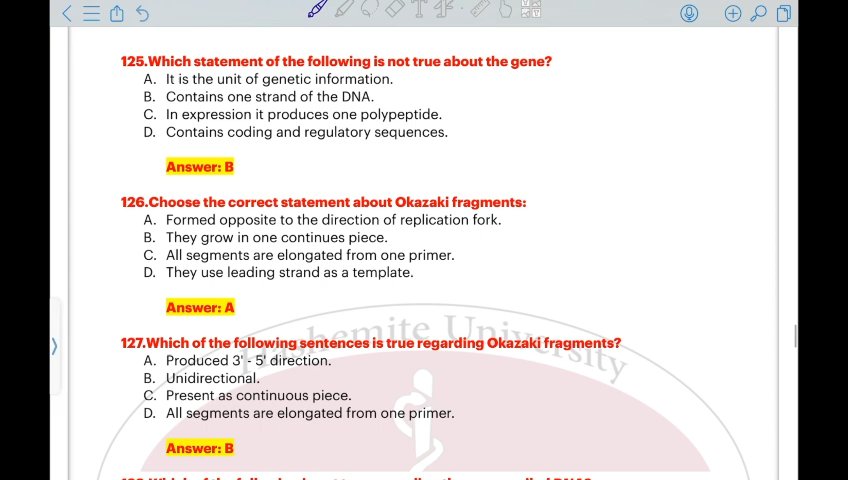 125.Which statement of the following is not true about the gene?
A. It is the unit of genetic information.
B. Contains one strand of the DNA.
C. In expression it produces one polypeptide.
D. Contains coding and regulatory sequences.
Answer: B
126.Choose the correct statement about Okazaki fragments:
A. Formed opposite to the direction of replication fork.
B. They grow in one continues piece.
C. All segments are elongated from one primer.
D. They use leading strand as a template.
Answer: A
Hashemite University
127.Which of the following sentences is true regarding Okazaki fragments?
A. Produced 3' - 5' direction.
B. Unidirectional.
C. Present as continuous piece.
D. All segments are elongated from one primer.
Answer: B